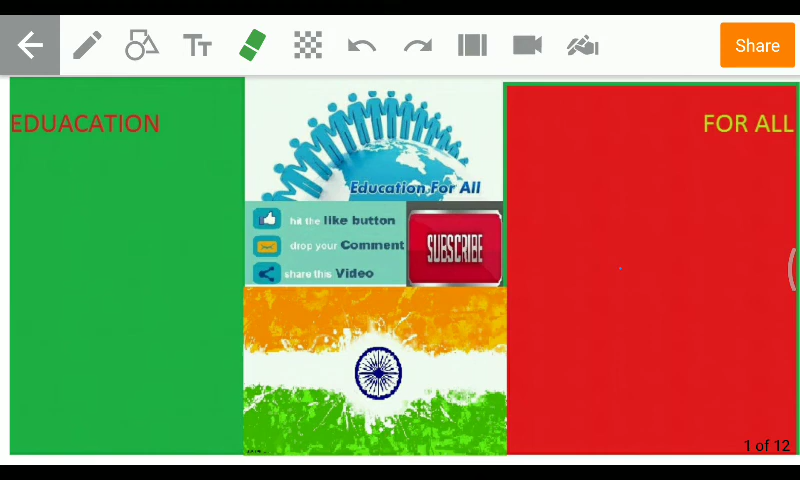 Share
EDUACATION
FOR ALL
Education For All
hit the like button
drop your Comment
share this Video
SUBSCRIBE
1 of 12